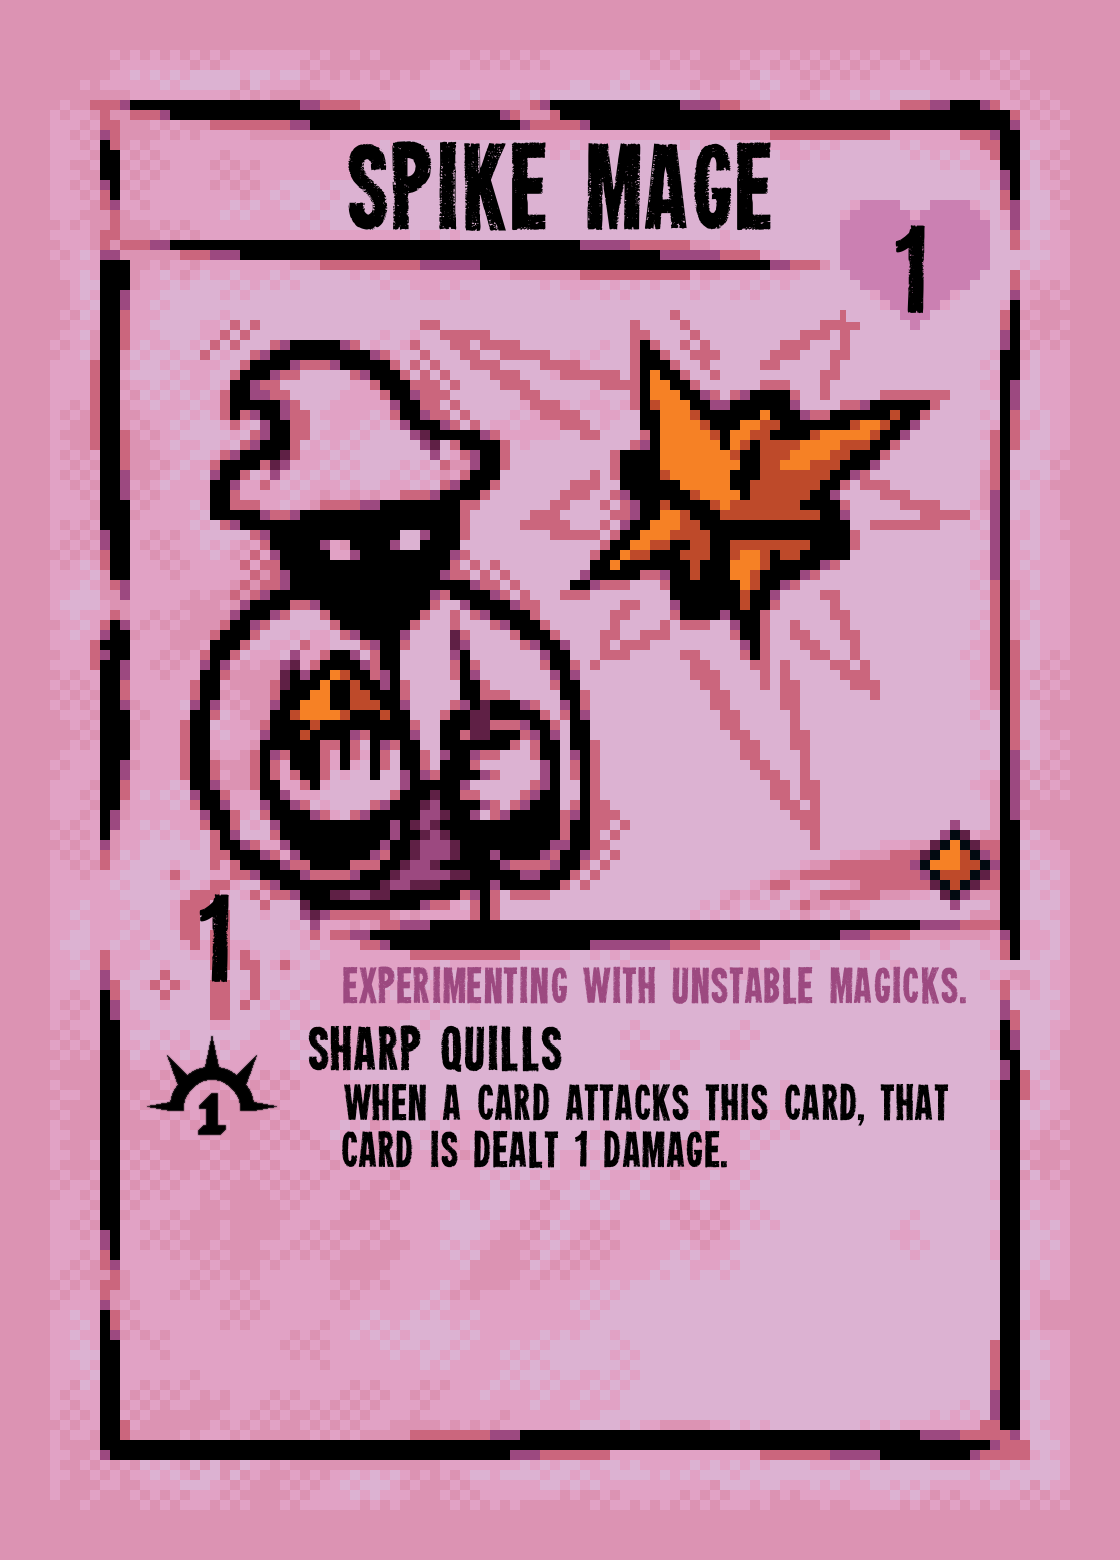 SPIKE MAGE
1
1
EXPERIMENTING WITH UNSTABLE MAGICKS.
SHARP QUILLS
1
WHEN A CARD ATTACKS THIS CARD, THAT
CARD IS DEALT 1 DAMAGE.